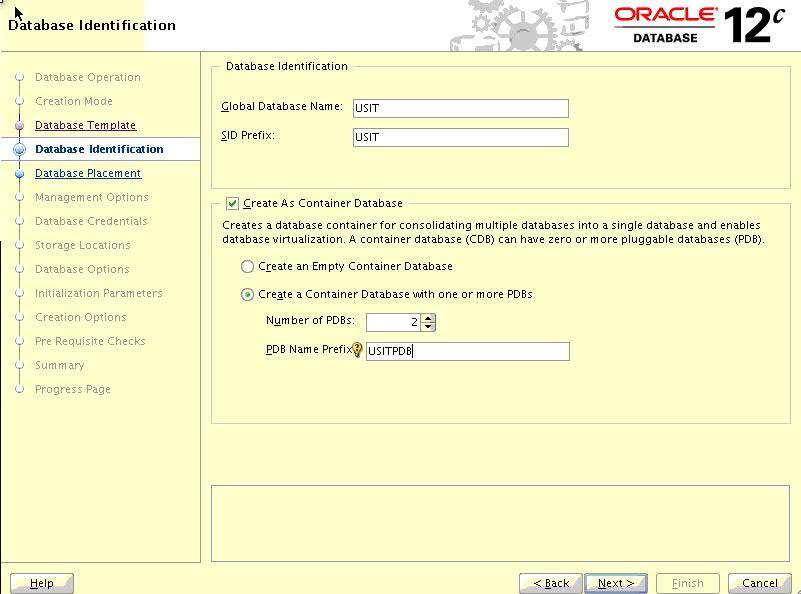 Database Identification
ORACLE®
DATABASE
12c
Database Operation
Creation Mode
Database Template
Database Identification
Database Placement
Management Options
Database Credentials
Storage Locations
Database Options
Initialization Parameters
Creation Options
Pre Requisite Checks
Summary
Progress Page
Database Identification
Global Database Name: USIT
SID Prefix: USIT
Create As Container Database
Creates a database container for consolidating multiple databases into a single database and enables
database virtualization. A container database (CDB) can have zero or more pluggable databases (PDB).
Create an Empty Container Database
Create a Container Database with one or more PDBs
Number of PDBs: 2
PDB Name Prefix USITPDB
Help
< Back
Next >
Finish
Cancel